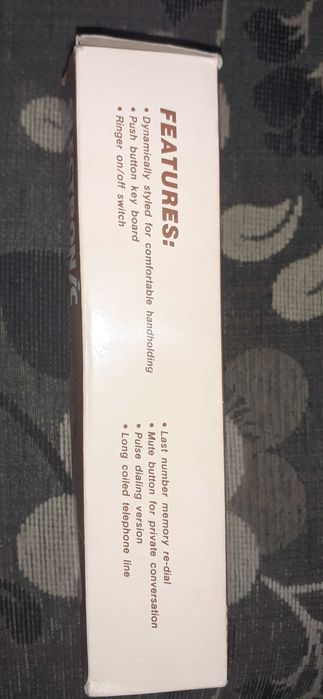 FEATURES:
• Dynamically styled for comfortable handholding
• Push button key board
• Ringer on/off switch
• Last number memory re-dial
• Mute button for private conversation
• Pulse dialing version
• Long coiled telephone line